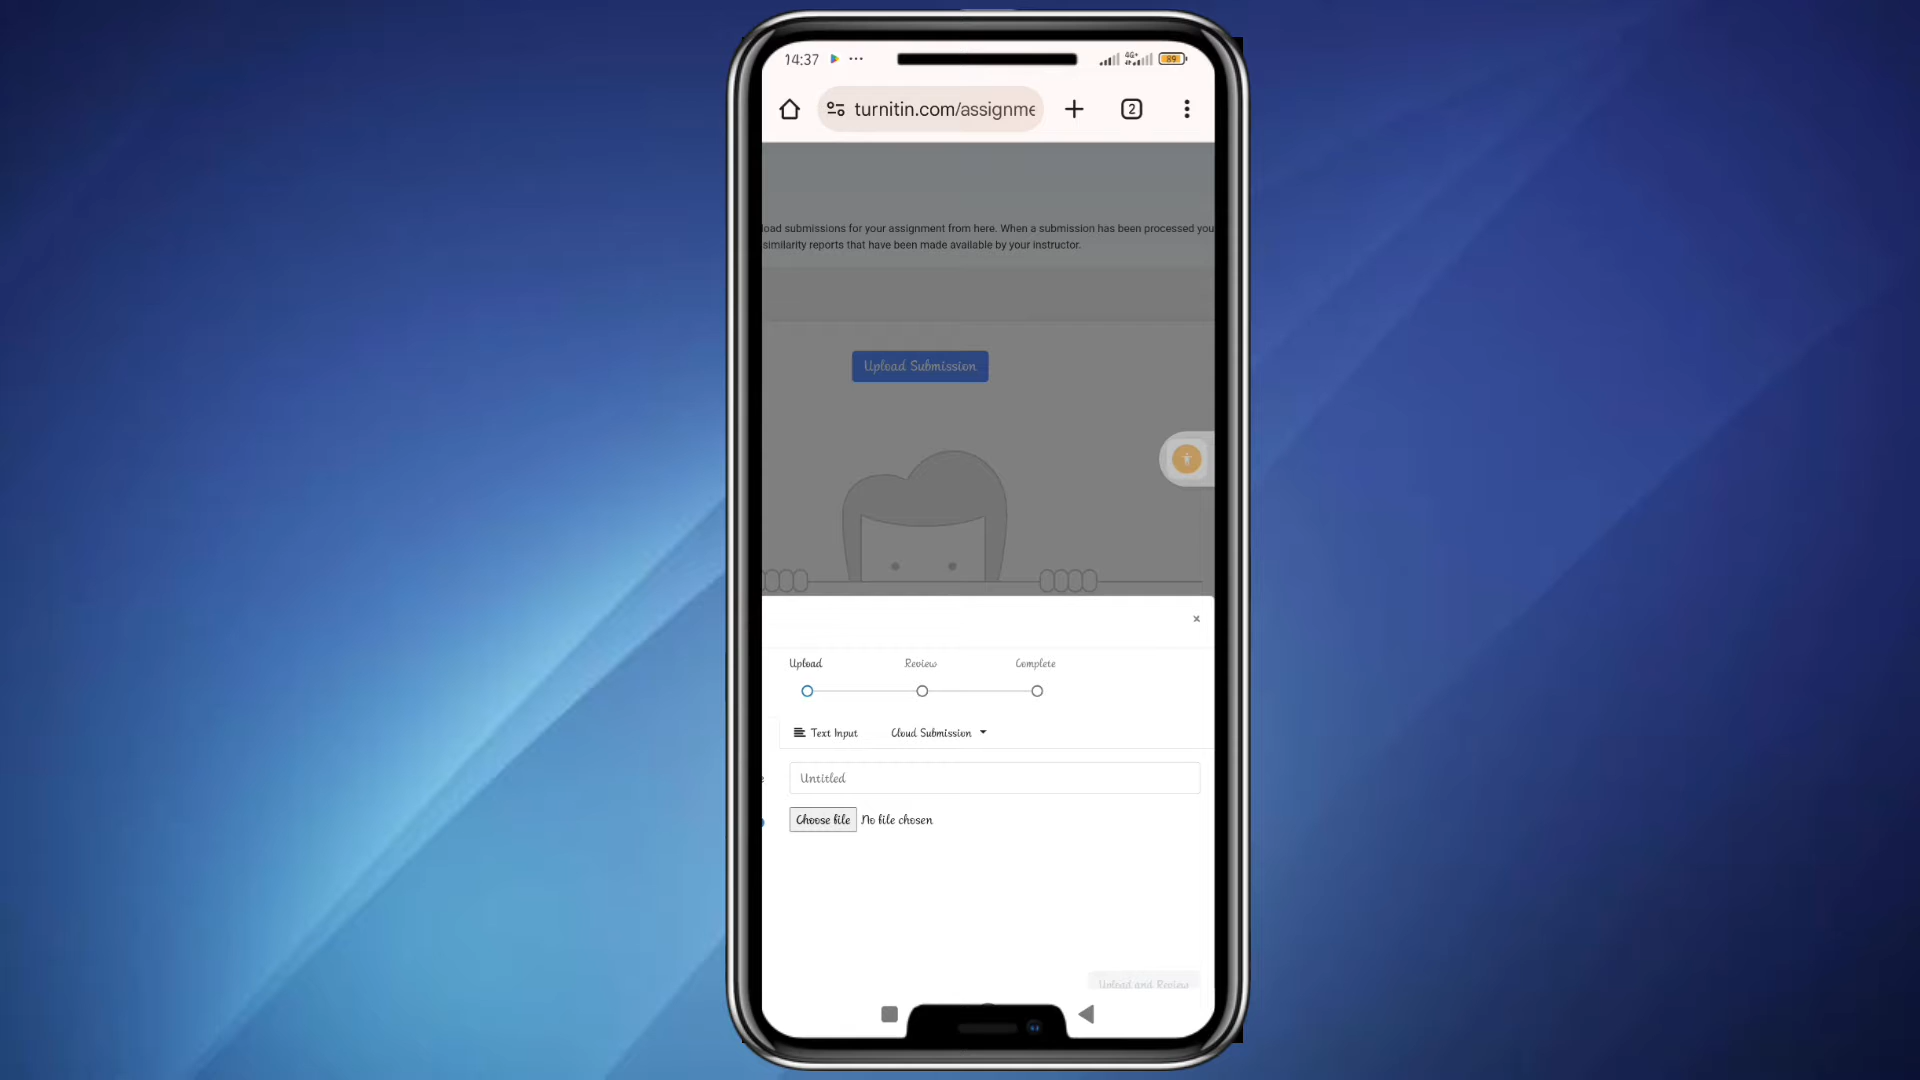 14:37
4G+
89
turnitin.com/assignme
2
load submissions for your assignment from here. When a submission has been processed you
similarity reports that have been made available by your instructor.
Upload Submission
×
Upload
Review
Complete
Text Input
Cloud Submission
Untitled
Choose file No file chosen
Upload and Review